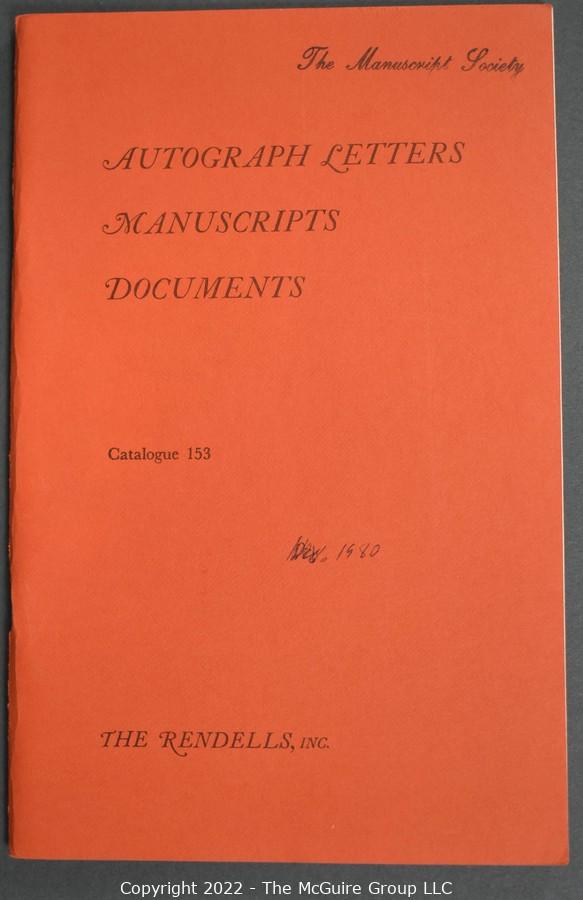 The Manuscript Society
AUTOGRAPH LETTERS
MANUSCRIPTS
DOCUMENTS
Catalogue 153
1980
THE RENDELLS, INC.
Copyright 2022 - The McGuire Group LLC